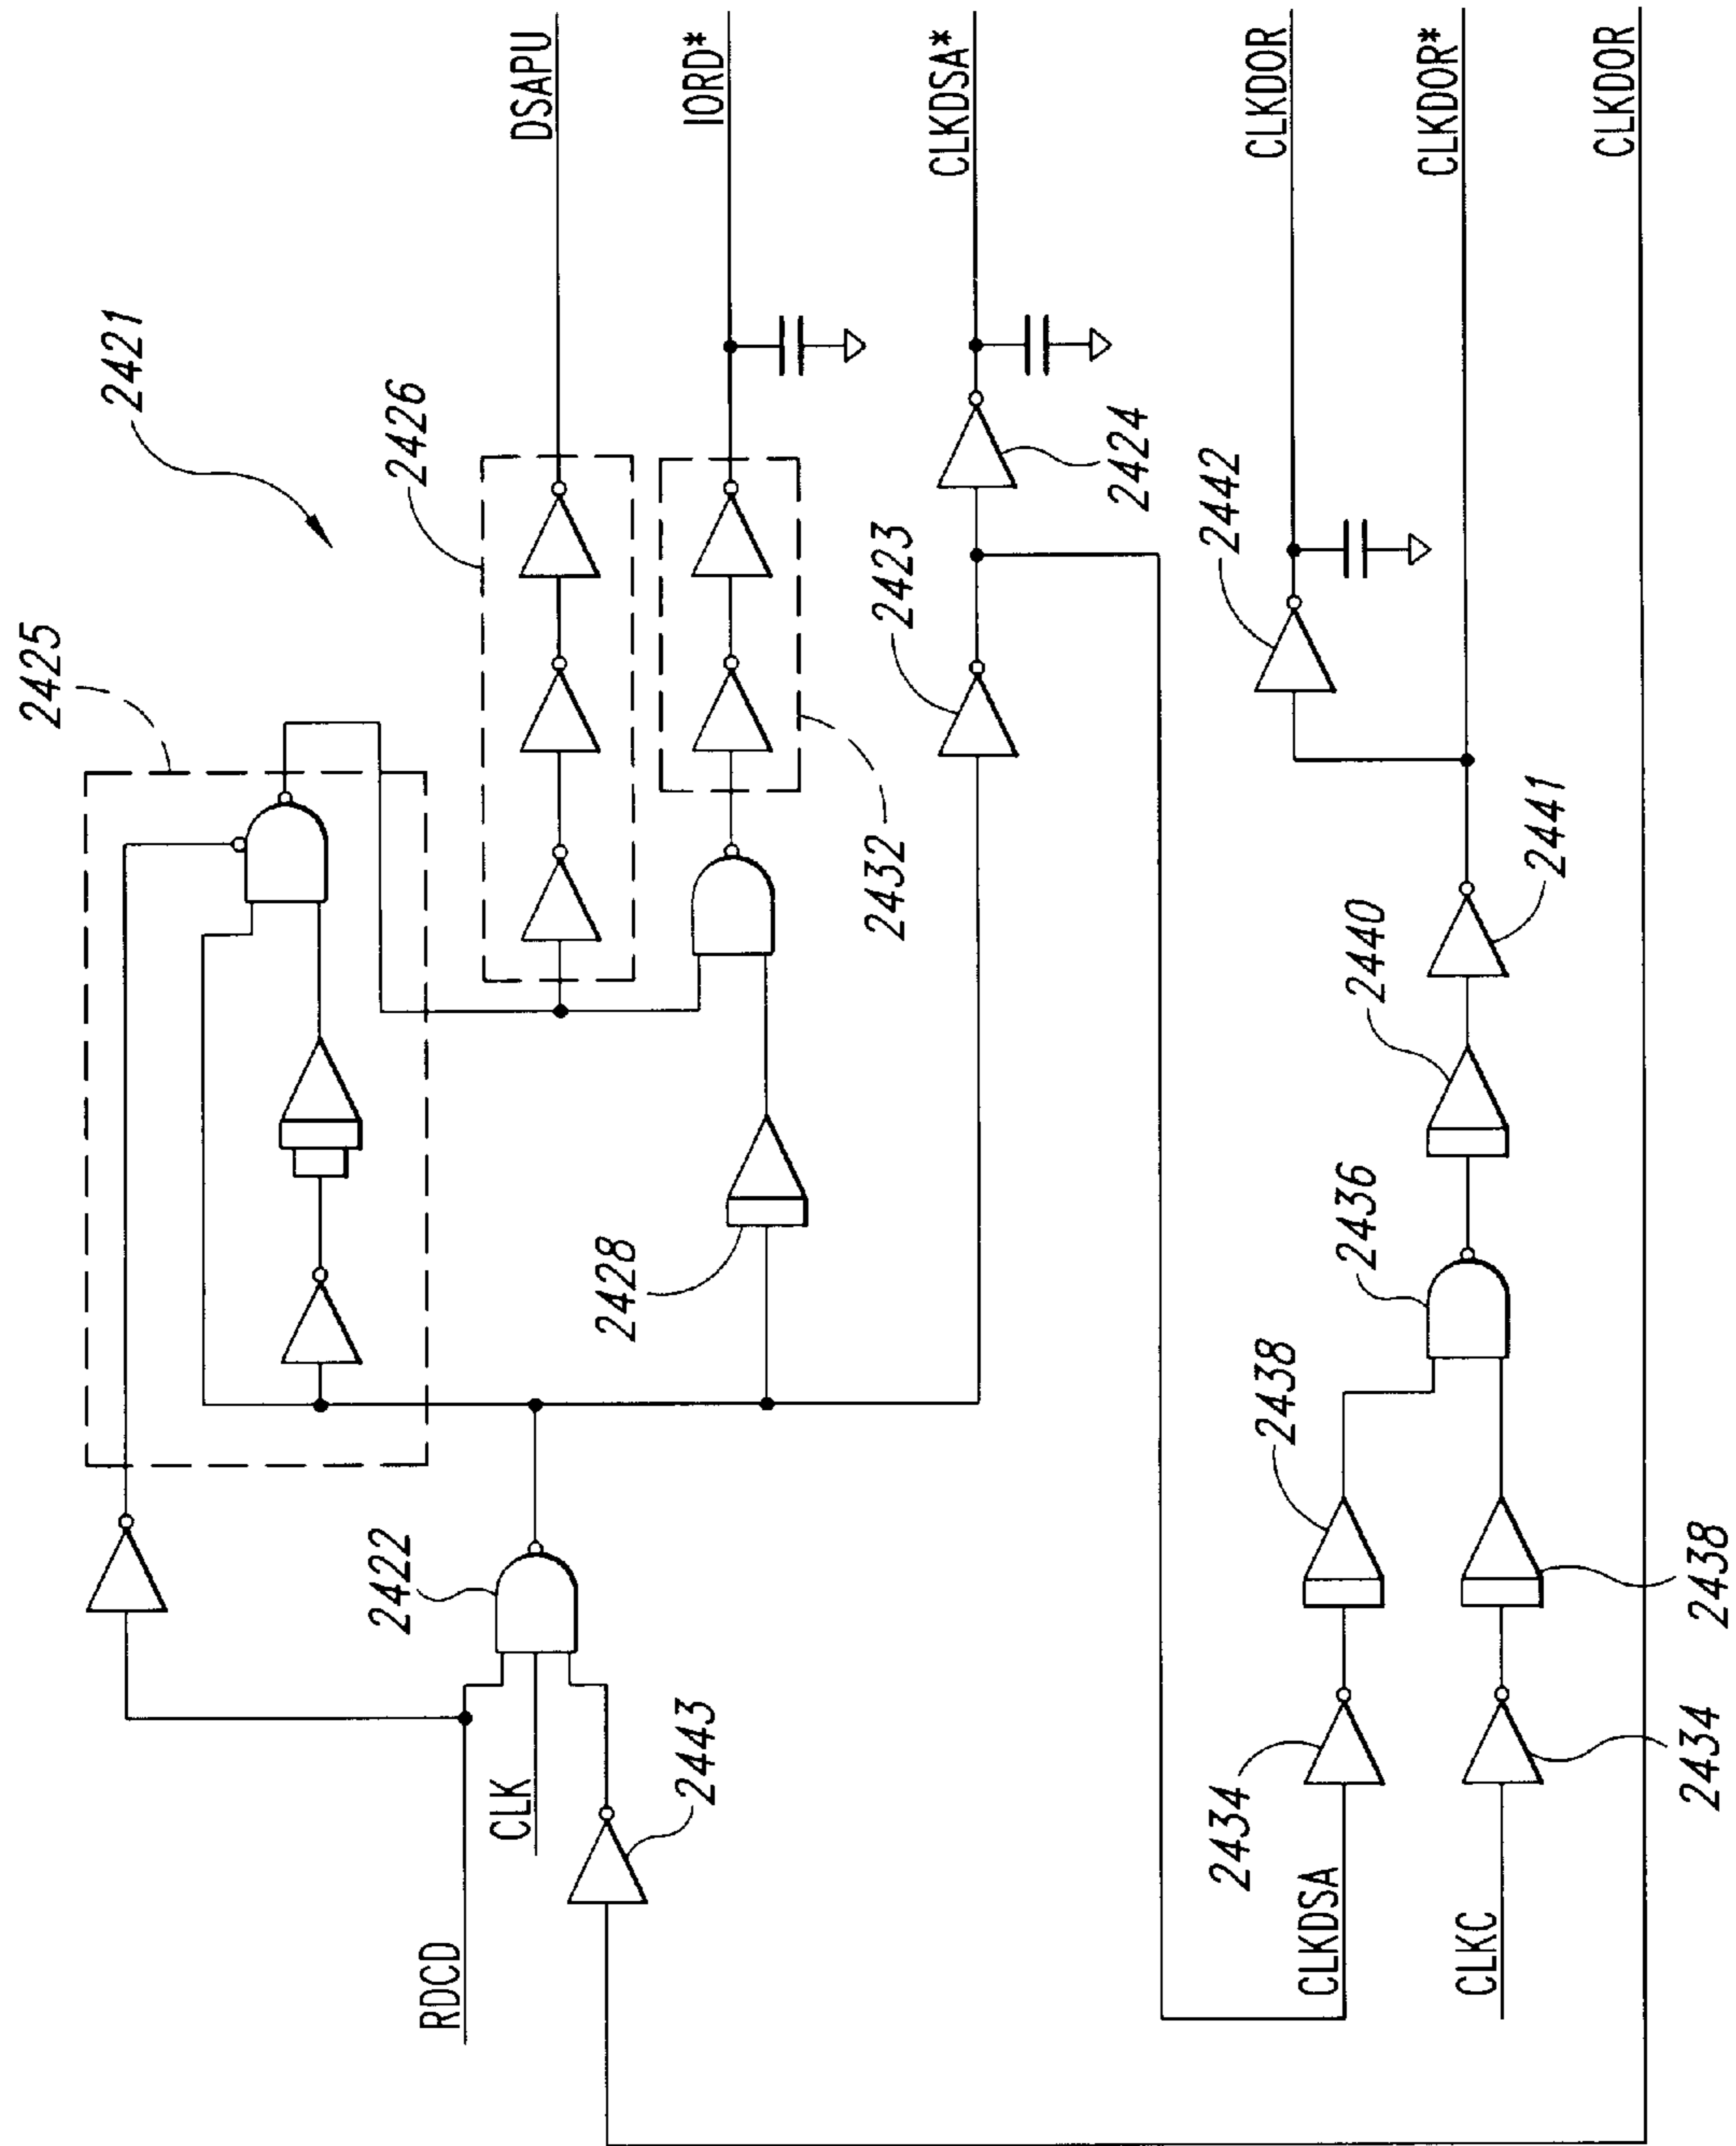 2421
2425
2426
DSAPU
IORD*
2432
2422
2428
RDCD
CLK
2443
2423
2424
CLKDSA*
2434
2438
CLKDSA
CLKC
2434
2438
2436
2440
2441
2442
CLKDOR
CLKDOR*
CLKDOR